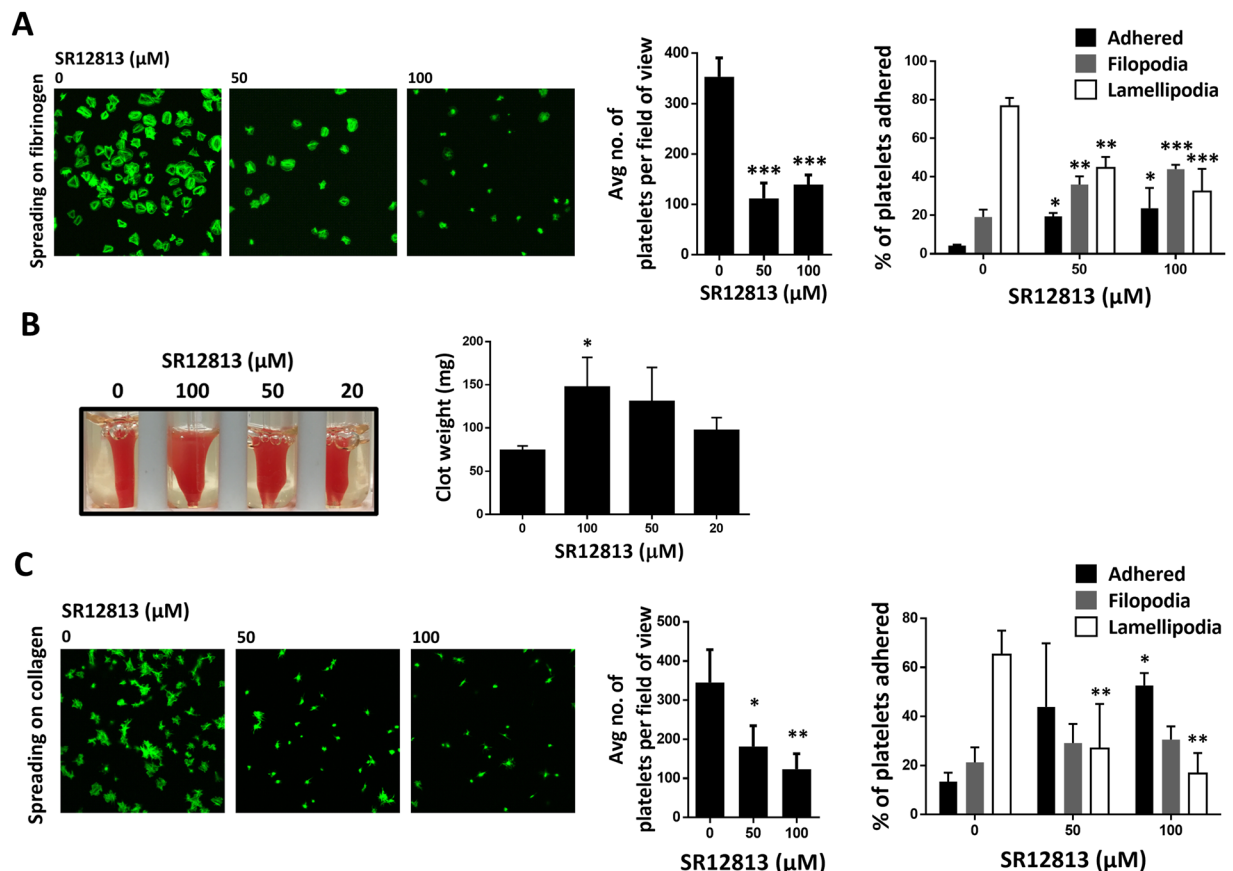 A
SR12813 (µM)
0
50
100
Spreading on fibrinogen
Avg no. of
platelets per field of view
400
300
200
100
0
***
***
0
50
100
SR12813 (µM)
Adhered
Filopodia
Lamellipodia
% of platelets adhered
100
80
60
40
20
0
*
**
**
*
***
***
0
50
100
SR12813 (µM)
B
SR12813 (µM)
0
100
50
20
Clot weight (mg)
200
150
100
50
0
*
0
100
50
20
SR12813 (µM)
C
SR12813 (µM)
0
50
100
Spreading on collagen
Avg no. of
platelets per field of view
500
400
300
200
100
0
*
**
0
50
100
SR12813 (µM)
Adhered
Filopodia
Lamellipodia
% of platelets adhered
80
60
40
20
0
**
*
**
0
50
100
SR12813 (µM)